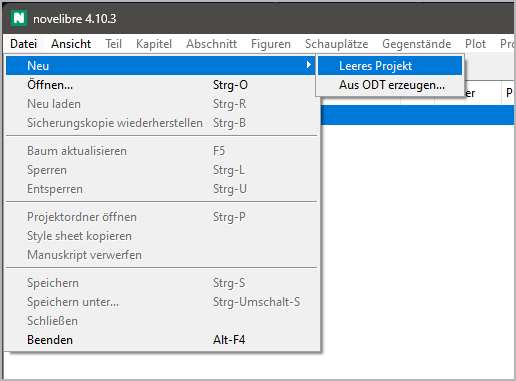 novelibre 4.10.3
Datei Ansicht Teil Kapitel Abschnitt Figuren Schauplätze Gegenstände Plot
Neu Leeres Projekt
Öffnen... Strg-O Aus ODT erzeugen...
Neu laden Strg-R
Sicherungskopie wiederherstellen Strg-B
Baum aktualisieren F5
Sperren Strg-L
Entsperren Strg-U
Projektordner öffnen Strg-P
Style sheet kopieren
Manuskript verwerfen
Speichern Strg-S
Speichern unter... Strg-Umschalt-S
Schließen
Beenden Alt-F4